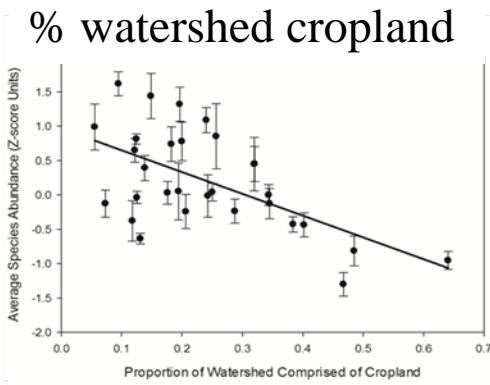 % watershed cropland
Average Species Abundance (Z-score Units)
1.5
1.0
0.5
0.0
-0.5
-1.0
-1.5
-2.0
0.0 0.1 0.2 0.3 0.4 0.5 0.6 0.7
Proportion of Watershed Comprised of Cropland